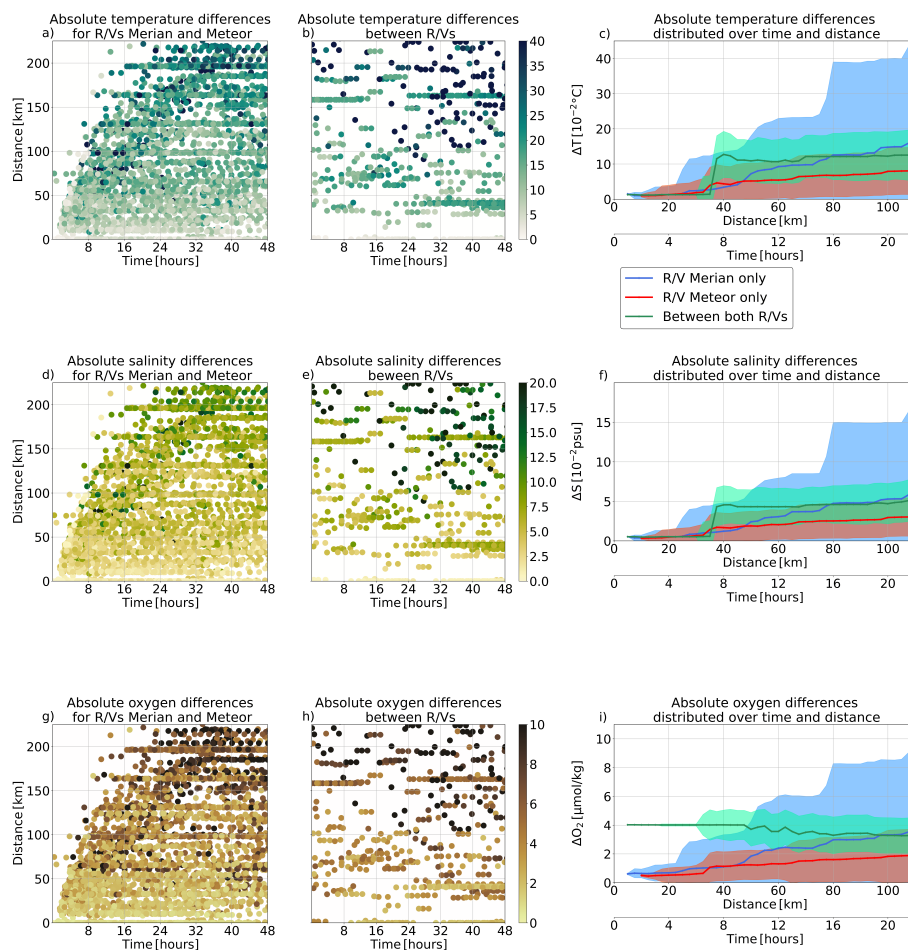 Absolute temperature differences
for R/Vs Merian and Meteor
a)
Distance [km]
200
150
100
50
0
8 16 24 32 40 48
Time [hours]
Absolute temperature differences
between R/Vs
b)
8 16 24 32 40 48
Time [hours]
40
35
30
25
20
15
10
5
0
Absolute temperature differences
distributed over time and distance
c)
ΔT [10⁻²°C]
40
30
20
10
0
0 20 40 60 80 100
Distance [km]
0 4 8 12 16 20
Time [hours]
R/V Merian only
R/V Meteor only
Between both R/Vs
Absolute salinity differences
for R/Vs Merian and Meteor
d)
Distance [km]
200
150
100
50
0
8 16 24 32 40 48
Time [hours]
Absolute salinity differences
beween R/Vs
e)
8 16 24 32 40 48
Time [hours]
20.0
17.5
15.0
12.5
10.0
7.5
5.0
2.5
0.0
Absolute salinity differences
distributed over time and distance
f)
ΔS [10⁻²psu]
15
10
5
0
0 20 40 60 80 100
Distance [km]
0 4 8 12 16 20
Time [hours]
Absolute oxygen differences
for R/Vs Merian and Meteor
g)
Distance [km]
200
150
100
50
0
8 16 24 32 40 48
Time [hours]
Absolute oxygen differences
between R/Vs
h)
8 16 24 32 40 48
Time [hours]
10
8
6
4
2
0
Absolute oxygen differences
distributed over time and distance
i)
ΔO₂ [µmol/kg]
10
8
6
4
2
0
0 20 40 60 80 100
Distance [km]
0 4 8 12 16 20
Time [hours]